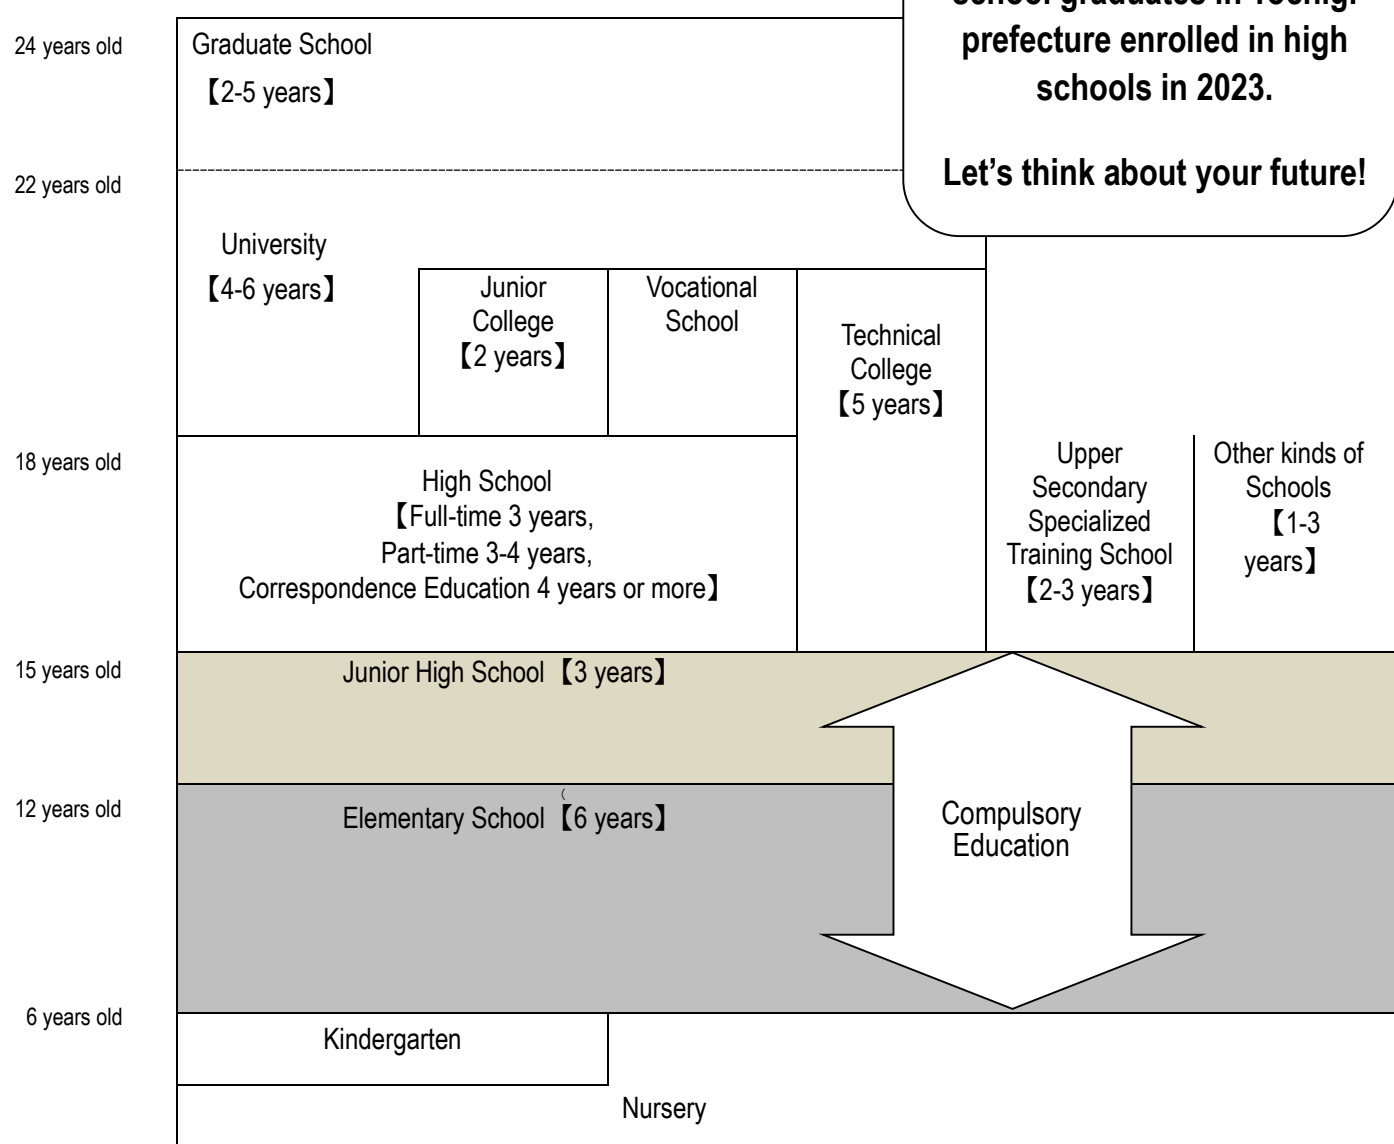 prefecture enrolled in high
schools in 2023.
Let’s think about your future!
24 years old
Graduate School
【2-5 years】
22 years old
University
【4-6 years】
Junior
College
【2 years】
Vocational
School
Technical
College
【5 years】
18 years old
High School
【Full-time 3 years,
Part-time 3-4 years,
Correspondence Education 4 years or more】
Upper
Secondary
Specialized
Training School
【2-3 years】
Other kinds of
Schools
【1-3
years】
15 years old
Junior High School【3 years】
12 years old
(
Elementary School【6 years】
Compulsory
Education
6 years old
Kindergarten
Nursery